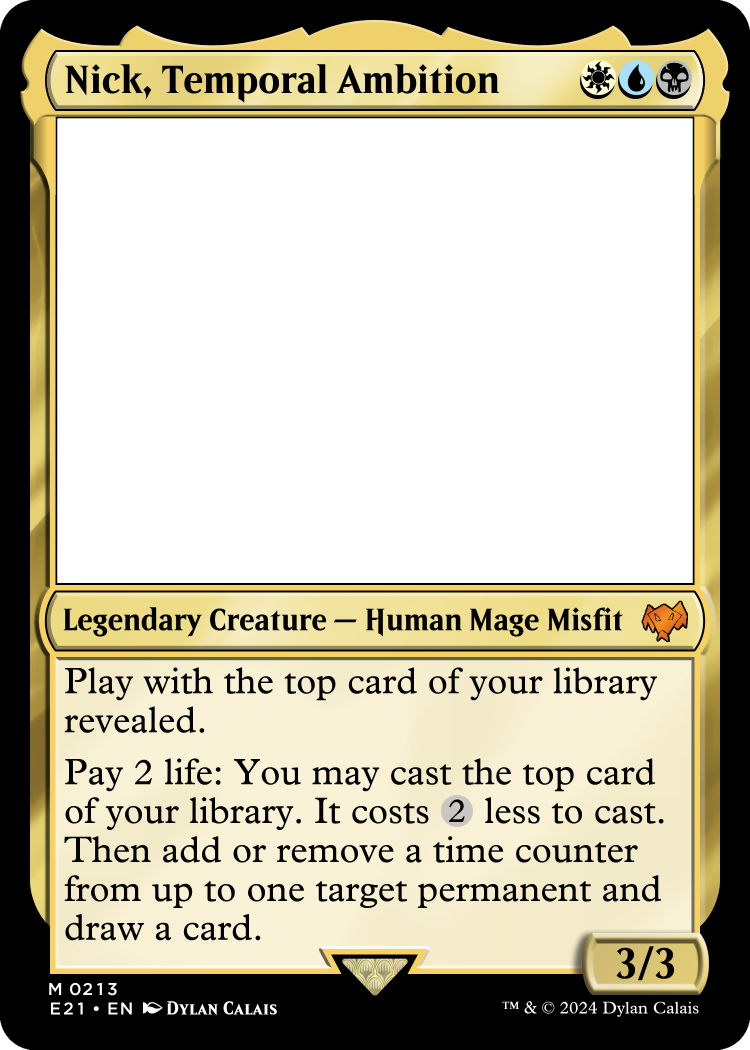 Nick, Temporal Ambition
Legendary Creature — Human Mage Misfit
Play with the top card of your library
revealed.
Pay 2 life: You may cast the top card
of your library. It costs 2 less to cast.
Then add or remove a time counter
from up to one target permanent and
draw a card.
3/3
M 0213
E21 • EN Dylan Calais
™ & © 2024 Dylan Calais